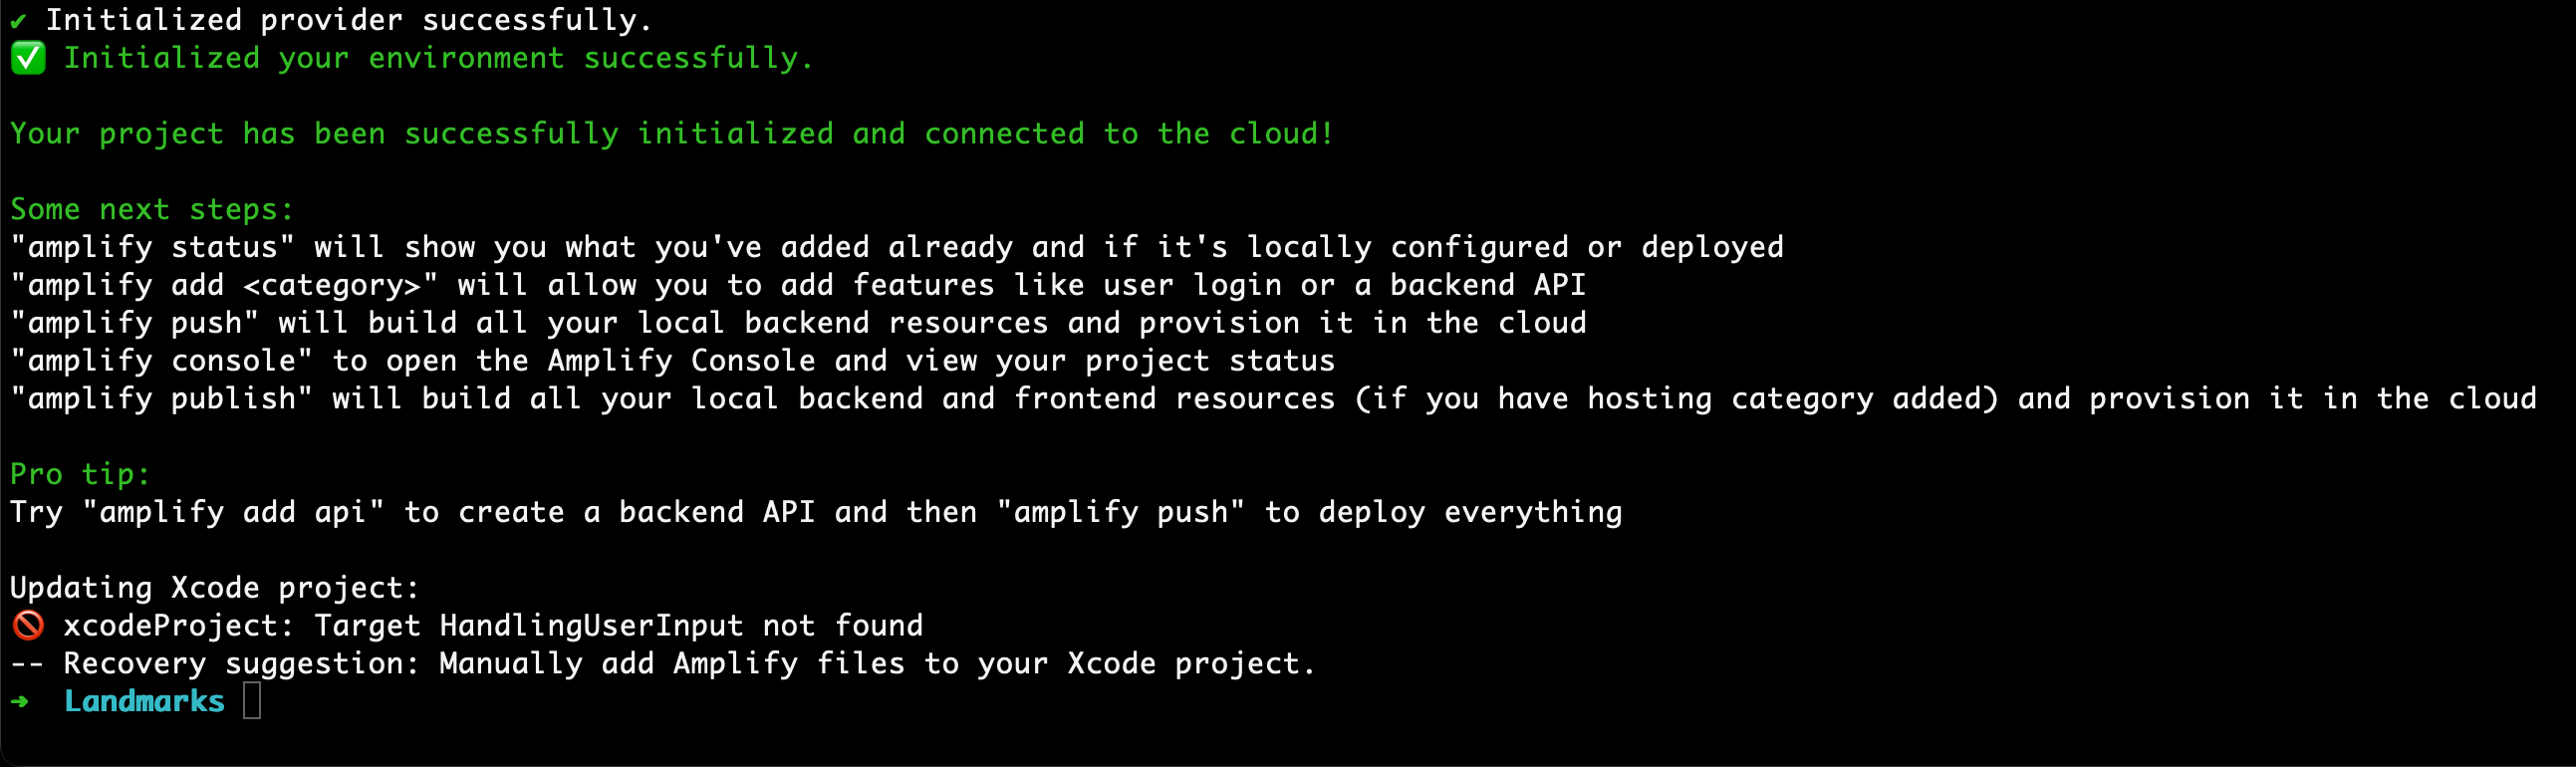 ✔ Initialized provider successfully.
✅ Initialized your environment successfully.
Your project has been successfully initialized and connected to the cloud!
Some next steps:
"amplify status" will show you what you've added already and if it's locally configured or deployed
"amplify add <category>" will allow you to add features like user login or a backend API
"amplify push" will build all your local backend resources and provision it in the cloud
"amplify console" to open the Amplify Console and view your project status
"amplify publish" will build all your local backend and frontend resources (if you have hosting category added) and provision it in the cloud
Pro tip:
Try "amplify add api" to create a backend API and then "amplify push" to deploy everything
Updating Xcode project:
🚫 xcodeProject: Target HandlingUserInput not found
-- Recovery suggestion: Manually add Amplify files to your Xcode project.
➜ Landmarks